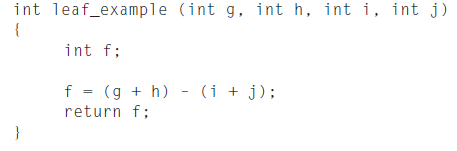 int leaf_example (int g, int h, int i, int j)
{
int f;
f = (g + h) - (i + j);
return f;
}